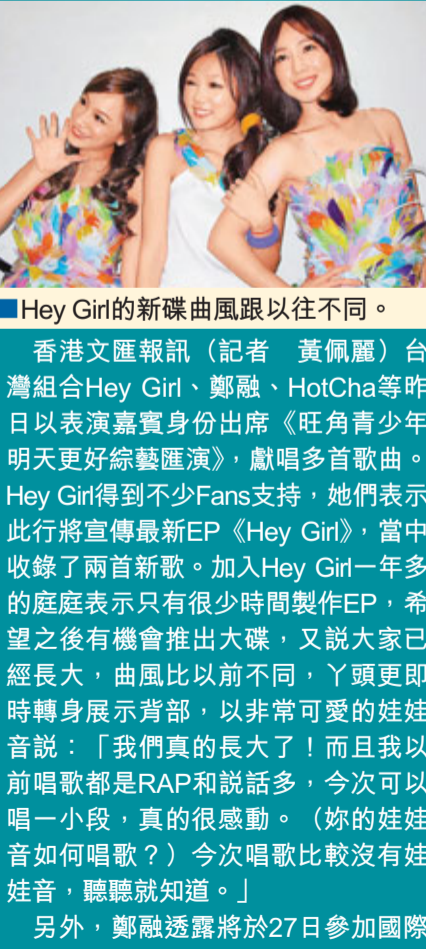 ■Hey Girl的新碟曲風跟以往不同。
香港文匯報訊（記者　黃佩麗）台
灣組合Hey Girl、鄭融、HotCha等昨
日以表演嘉賓身份出席《旺角青少年
明天更好綜藝匯演》，獻唱多首歌曲。
Hey Girl得到不少Fans支持，她們表示
此行將宣傳最新EP《Hey Girl》，當中
收錄了兩首新歌。加入Hey Girl一年多
的庭庭表示只有很少時間製作EP，希
望之後有機會推出大碟，又説大家已
經長大，曲風比以前不同，丫頭更即
時轉身展示背部，以非常可愛的娃娃
音説：「我們真的長大了！而且我以
前唱歌都是RAP和説話多，今次可以
唱一小段，真的很感動。（妳的娃娃
音如何唱歌？）今次唱歌比較沒有娃
娃音，聽聽就知道。」
另外，鄭融透露將於27日參加國際